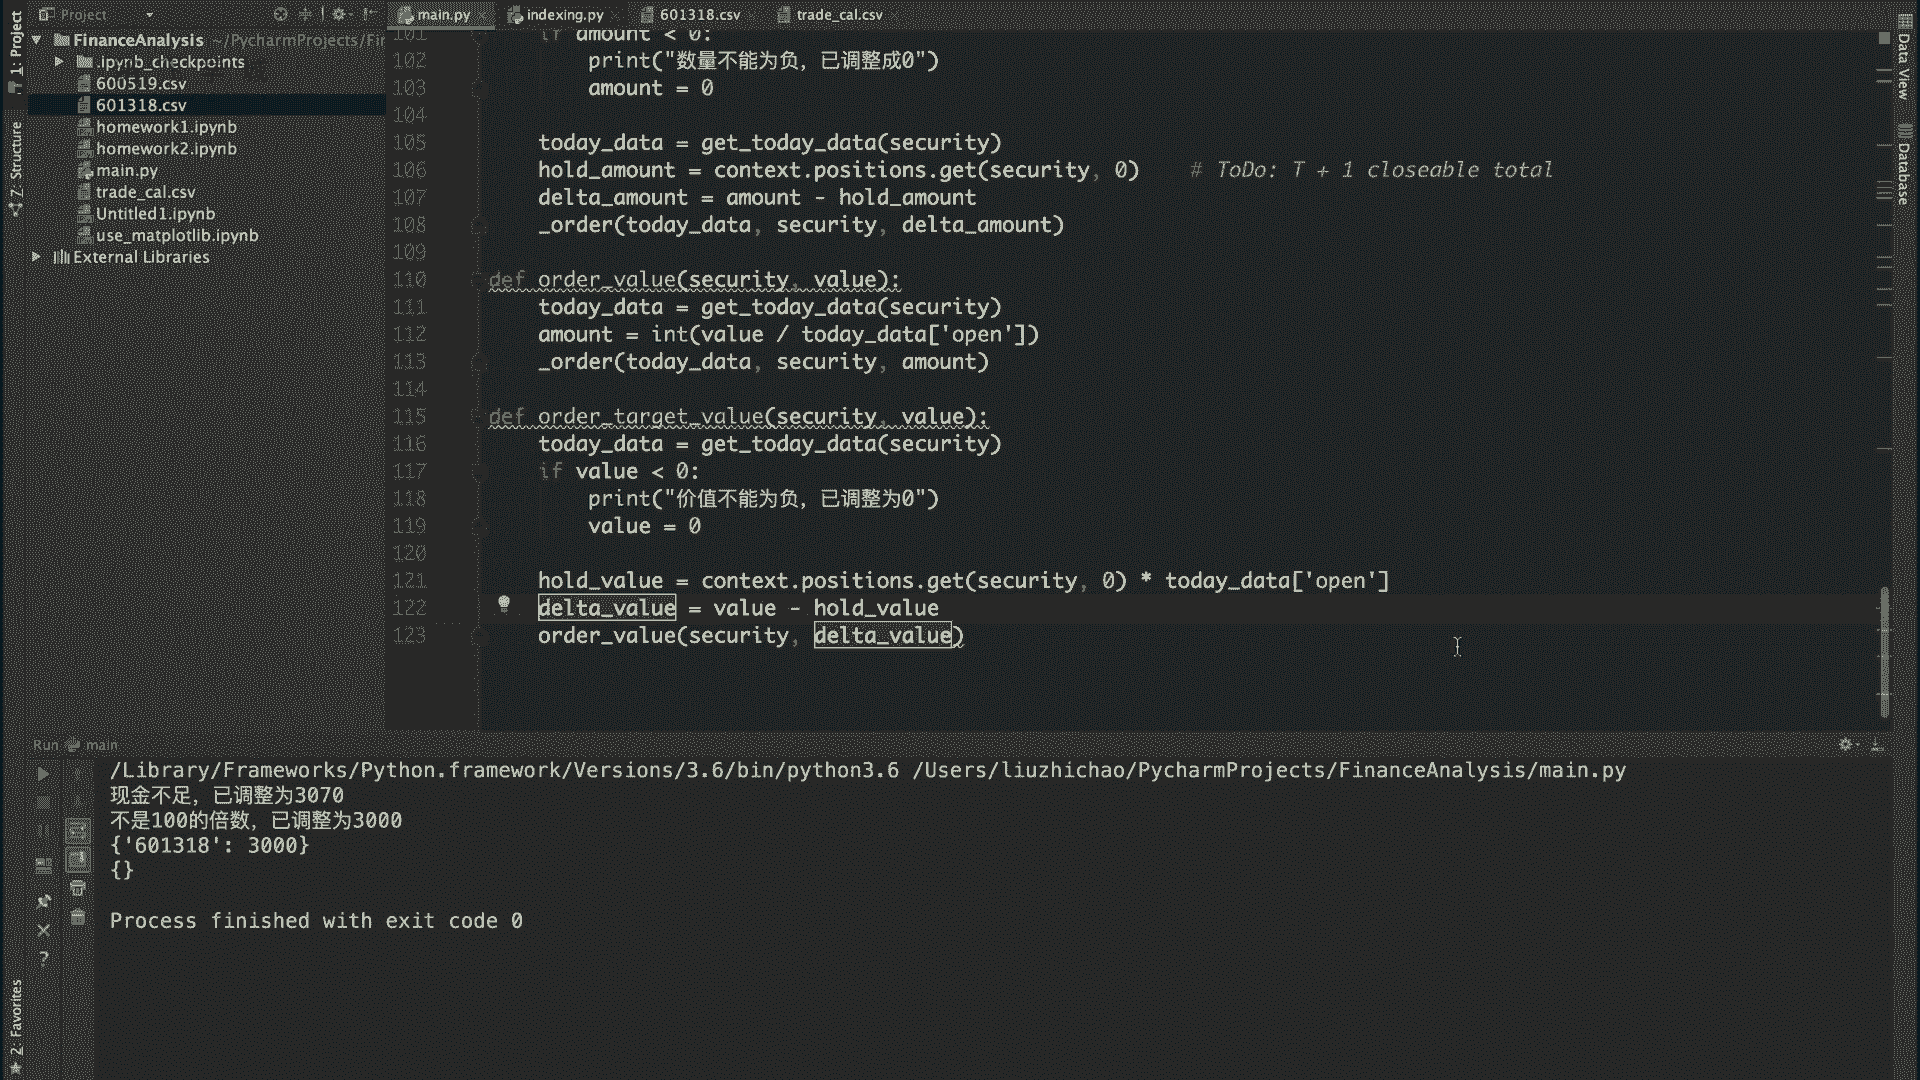 Project
main.py
indexing.py
601318.csv
trade_cal.csv
1: Project
7: Structure
2: Favorites
Data View
Database
FinanceAnalysis ~/PycharmProjects/Fir
.ipynb_checkpoints
600519.csv
601318.csv
homework1.ipynb
homework2.ipynb
main.py
trade_cal.csv
Untitled1.ipynb
use_matplotlib.ipynb
External Libraries
101 if amount < 0:
102 print("数量不能为负，已调整成0")
103 amount = 0
104
105 today_data = get_today_data(security)
106 hold_amount = context.positions.get(security, 0) # ToDo: T + 1 closeable total
107 delta_amount = amount - hold_amount
108 _order(today_data, security, delta_amount)
109
110 def order_value(security, value):
111 today_data = get_today_data(security)
112 amount = int(value / today_data['open'])
113 _order(today_data, security, amount)
114
115 def order_target_value(security, value):
116 today_data = get_today_data(security)
117 if value < 0:
118 print("价值不能为负，已调整为0")
119 value = 0
120
121 hold_value = context.positions.get(security, 0) * today_data['open']
122 delta_value = value - hold_value
123 order_value(security, delta_value)
Run main
/Library/Frameworks/Python.framework/Versions/3.6/bin/python3.6 /Users/liuzhichao/PycharmProjects/FinanceAnalysis/main.py
现金不足，已调整为3070
不是100的倍数，已调整为3000
{'601318': 3000}
{}
Process finished with exit code 0